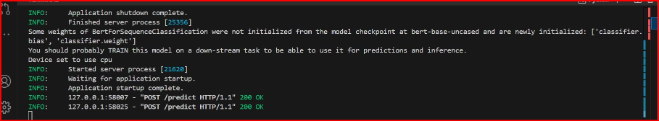 INFO: Application shutdown complete.
INFO: Finished server process [25356]
Some weights of BertForSequenceClassification were not initialized from the model checkpoint at bert-base-uncased and are newly initialized: ['classifier.
bias', 'classifier.weight']
You should probably TRAIN this model on a down-stream task to be able to use it for predictions and inference.
Device set to use cpu
INFO: Started server process [21620]
INFO: Waiting for application startup.
INFO: Application startup complete.
INFO: 127.0.0.1:58007 - "POST /predict HTTP/1.1" 200 OK
INFO: 127.0.0.1:58025 - "POST /predict HTTP/1.1" 200 OK